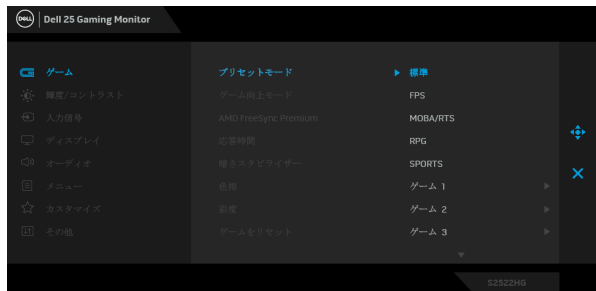 DELL
Dell 25 Gaming Monitor
ゲーム
輝度/コントラスト
入力信号
ディスプレイ
オーディオ
メニュー
カスタマイズ
その他
プリセットモード
ゲーム向上モード
AMD FreeSync Premium
応答時間
暗さスタビライザー
色相
彩度
ゲームをリセット
標準
FPS
MOBA/RTS
RPG
SPORTS
ゲーム 1
ゲーム 2
ゲーム 3
S2522HG